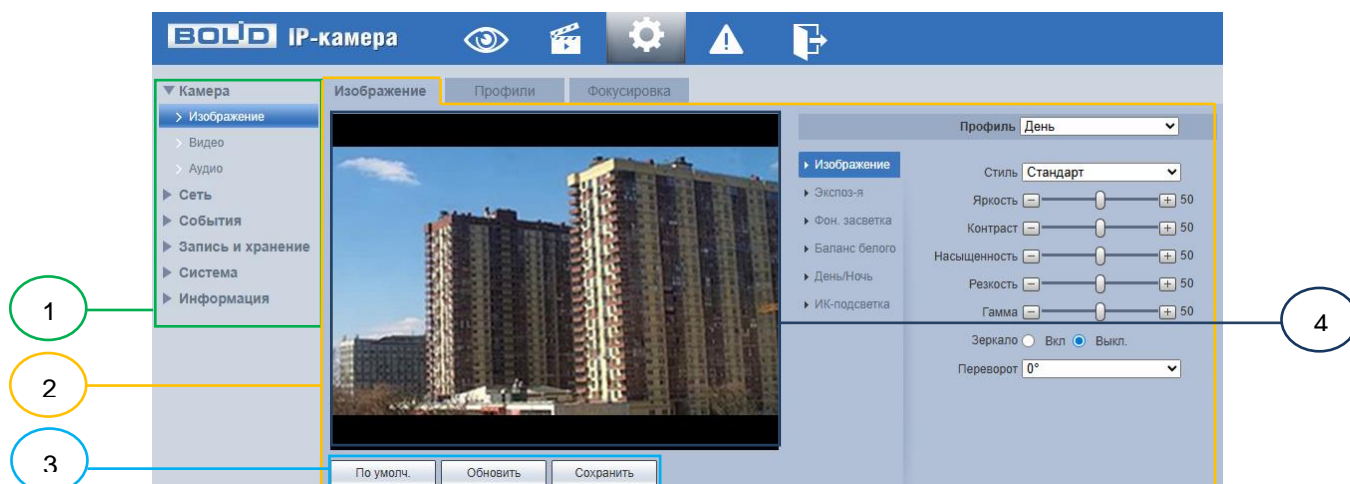 BOLID IP-камера
Камера
Изображение
Видео
Аудио
Сеть
События
Запись и хранение
Система
Информация
Изображение Профили Фокусировка
Профиль День
Изображение
Экспоз-я
Фон. засветка
Баланс белого
День/Ночь
ИК-подсветка
Стиль Стандарт
Яркость 50
Контраст 50
Насыщенность 50
Резкость 50
Гамма 50
Зеркало Вкл Выкл.
Переворот 0°
По умолч. Обновить Сохранить
1
2
3
4